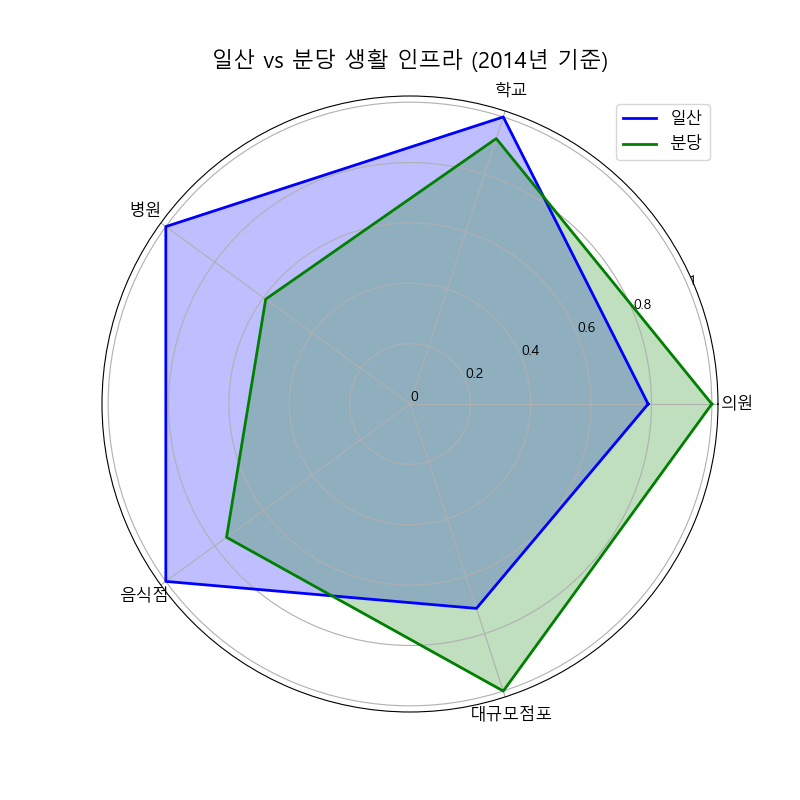 일산 vs 분당 생활 인프라 (2014년 기준)
학교
일산
분당
병원
1
0.8
0.6
0.4
0.2
0
의원
음식점
대규모점포